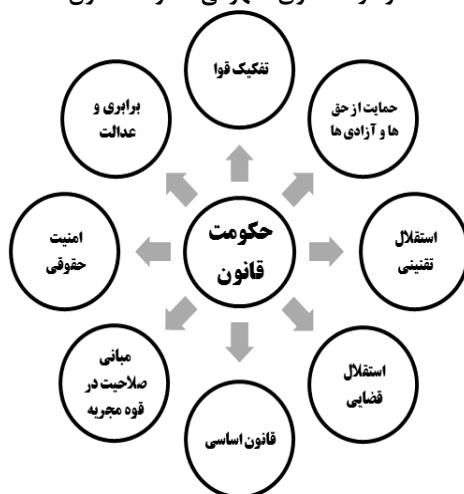 تفکیک قوا
حمایت از حق
ها و آزادی ها
استقلال
تقنینی
استقلال
قضایی
قانون اساسی
مبانی
صلاحیت در
قوه مجریه
امنیت
حقوقی
برابری و
عدالت
حکومت
قانون